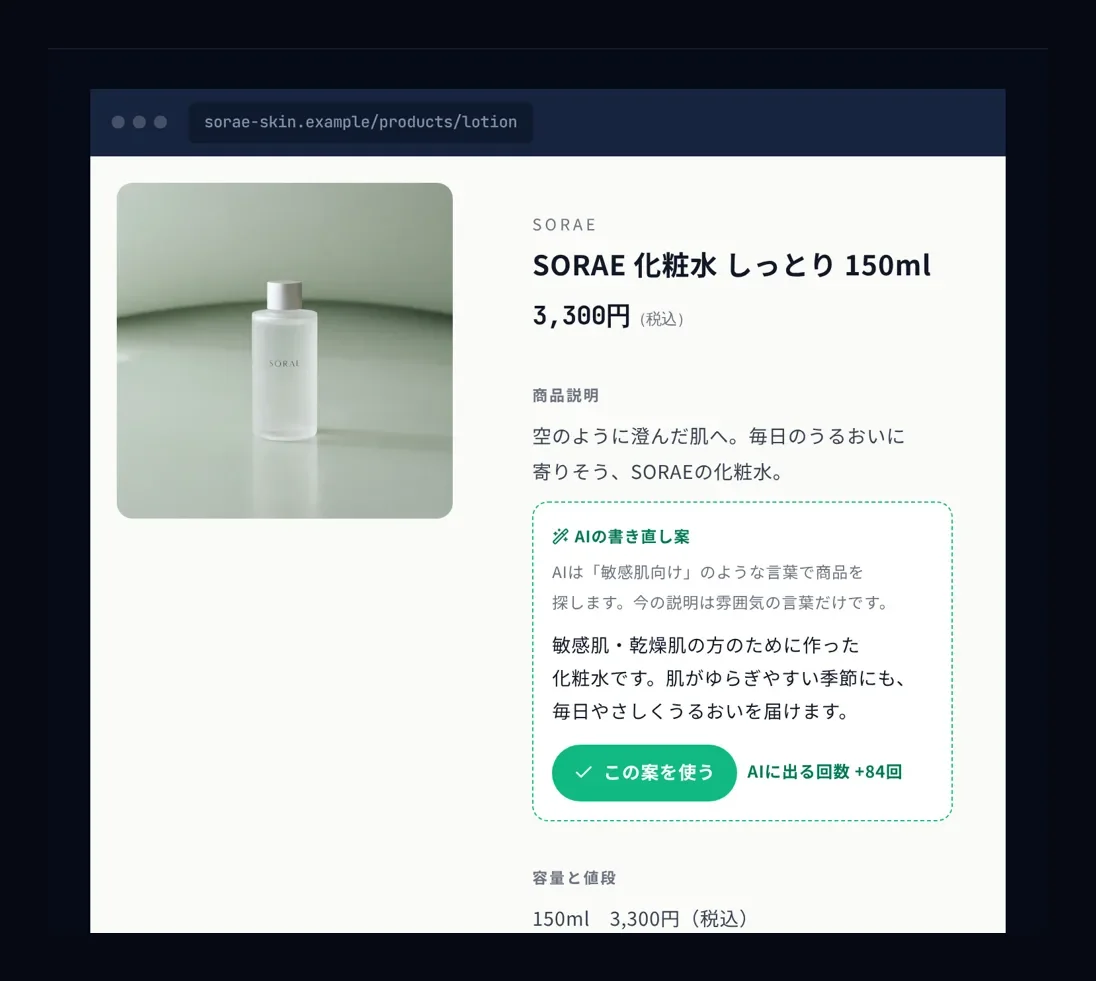 sorae-skin.example/products/lotion
SORAE
SORAE
SORAE 化粧水 しっとり 150ml
3,300円 (税込)
商品説明
空のように澄んだ肌へ。毎日のうるおいに
寄りそう、SORAEの化粧水。
AIの書き直し案
AIは「敏感肌向け」のような言葉で商品を
探します。今の説明は雰囲気の言葉だけです。
敏感肌・乾燥肌の方のために作った
化粧水です。肌がゆらぎやすい季節にも、
毎日やさしくうるおいを届けます。
この案を使う
AIに出る回数 +84回
容量と値段
150ml 3,300円（税込）